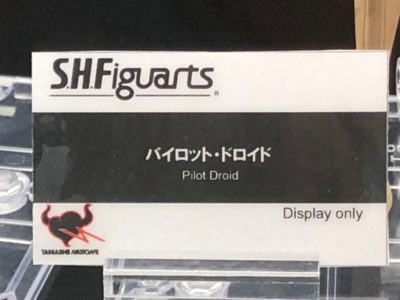 S.H.Figuarts
®
パイロット・ドロイド
Pilot Droid
Display only
TAMASHII NATIONS